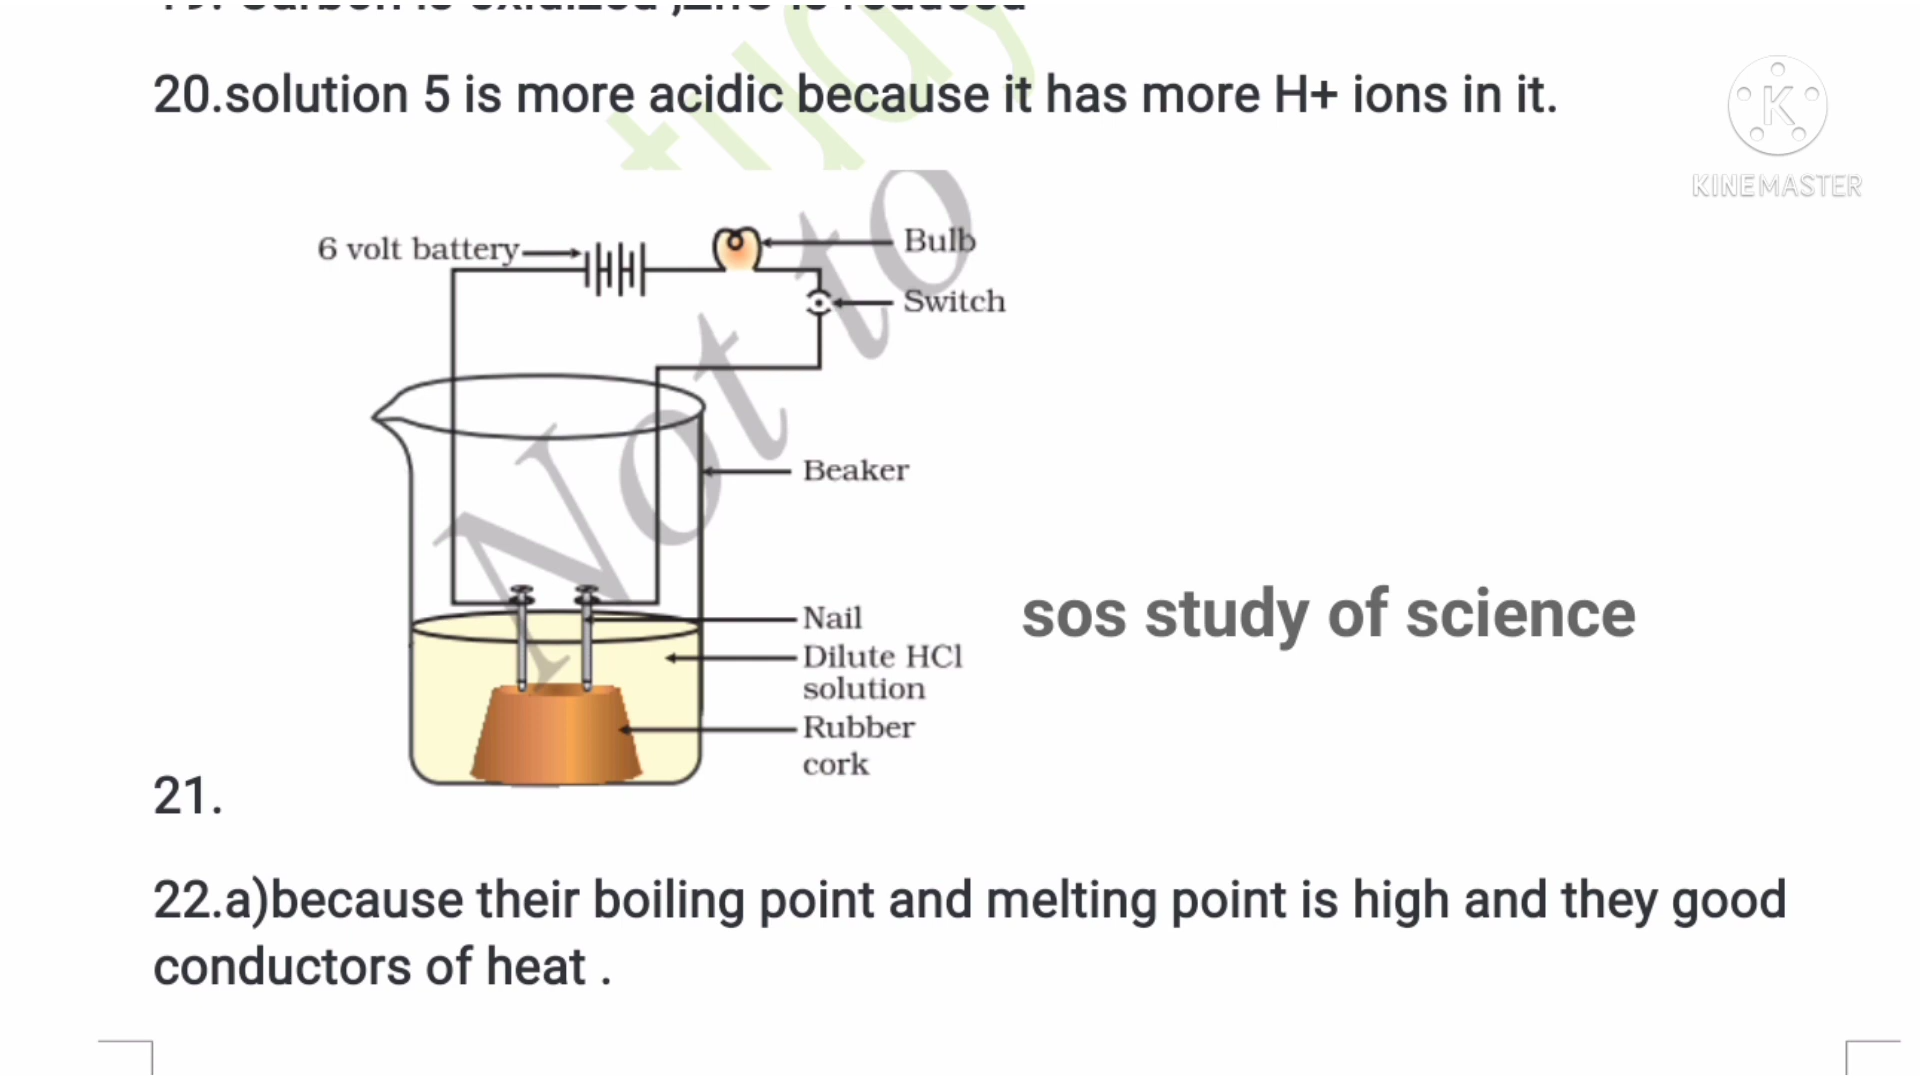 20.solution 5 is more acidic because it has more H+ ions in it.
K
KINEMASTER
6 volt battery
Bulb
Switch
Not to
Beaker
Nail
sos study of science
Dilute HCl
solution
Rubber
cork
21.
22.a)because their boiling point and melting point is high and they good
conductors of heat .